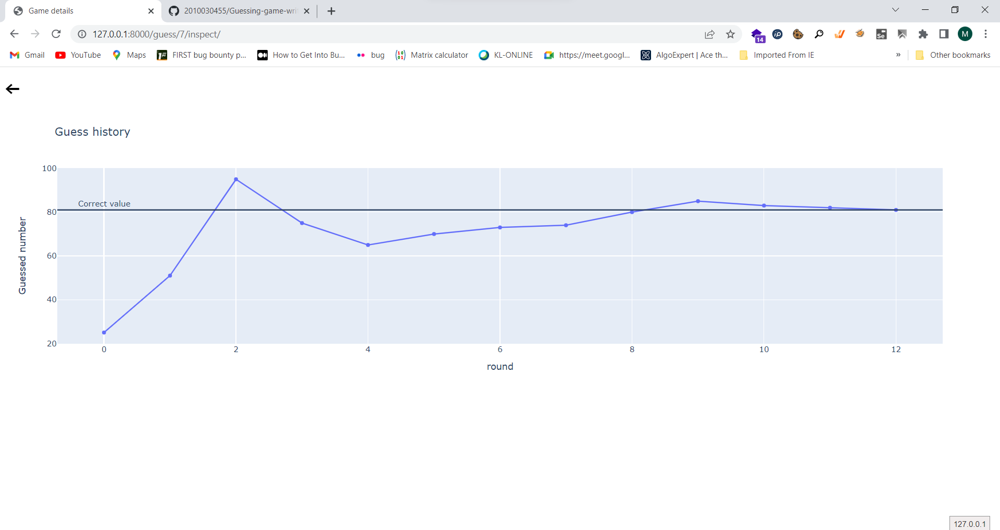 Game details
2010030455/Guessing-game-wri
127.0.0.1:8000/guess/7/inspect/
14
ip
Se
M
Gmail
YouTube
Maps
1ST
FIRST bug bounty p...
How to Get Into Bu...
bug
Matrix calculator
KL-ONLINE
https://meet.googl...
AlgoExpert | Ace th...
Imported From IE
»
Other bookmarks
Guess history
100
Correct value
80
60
40
20
Guessed number
0 2 4 6 8 10 12
round
127.0.0.1